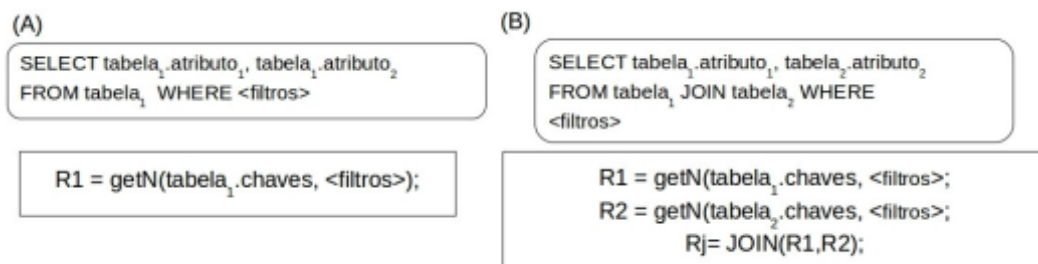 (A)
SELECT tabela₁.atributo₁, tabela₁.atributo₂
FROM tabela₁ WHERE <filtros>
R1 = getN(tabela₁.chaves, <filtros>);
(B)
SELECT tabela₁.atributo₁, tabela₂.atributo₂
FROM tabela₁ JOIN tabela₂ WHERE
<filtros>
R1 = getN(tabela₁.chaves, <filtros>;
R2 = getN(tabela₂.chaves, <filtros>;
Rj= JOIN(R1,R2);